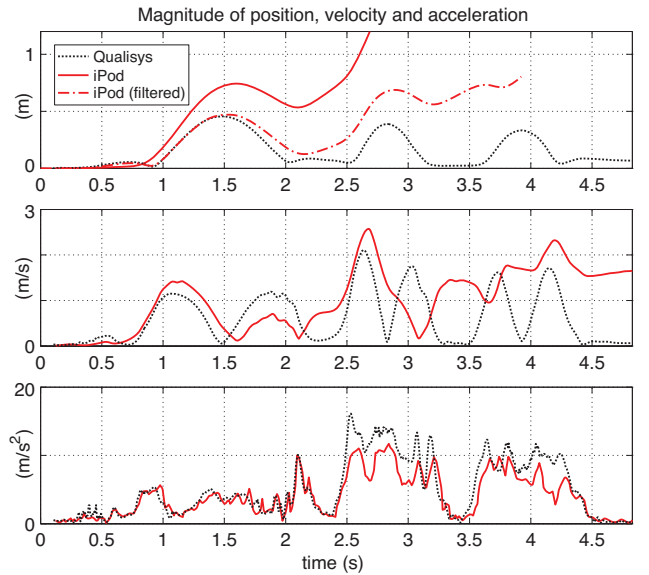 Magnitude of position, velocity and acceleration
1
(m)
0
Qualisys
iPod
iPod (filtered)
0 0.5 1 1.5 2 2.5 3 3.5 4 4.5
3
(m/s)
0
0 0.5 1 1.5 2 2.5 3 3.5 4 4.5
20
10
(m/s²)
0
0 0.5 1 1.5 2 2.5 3 3.5 4 4.5
time (s)